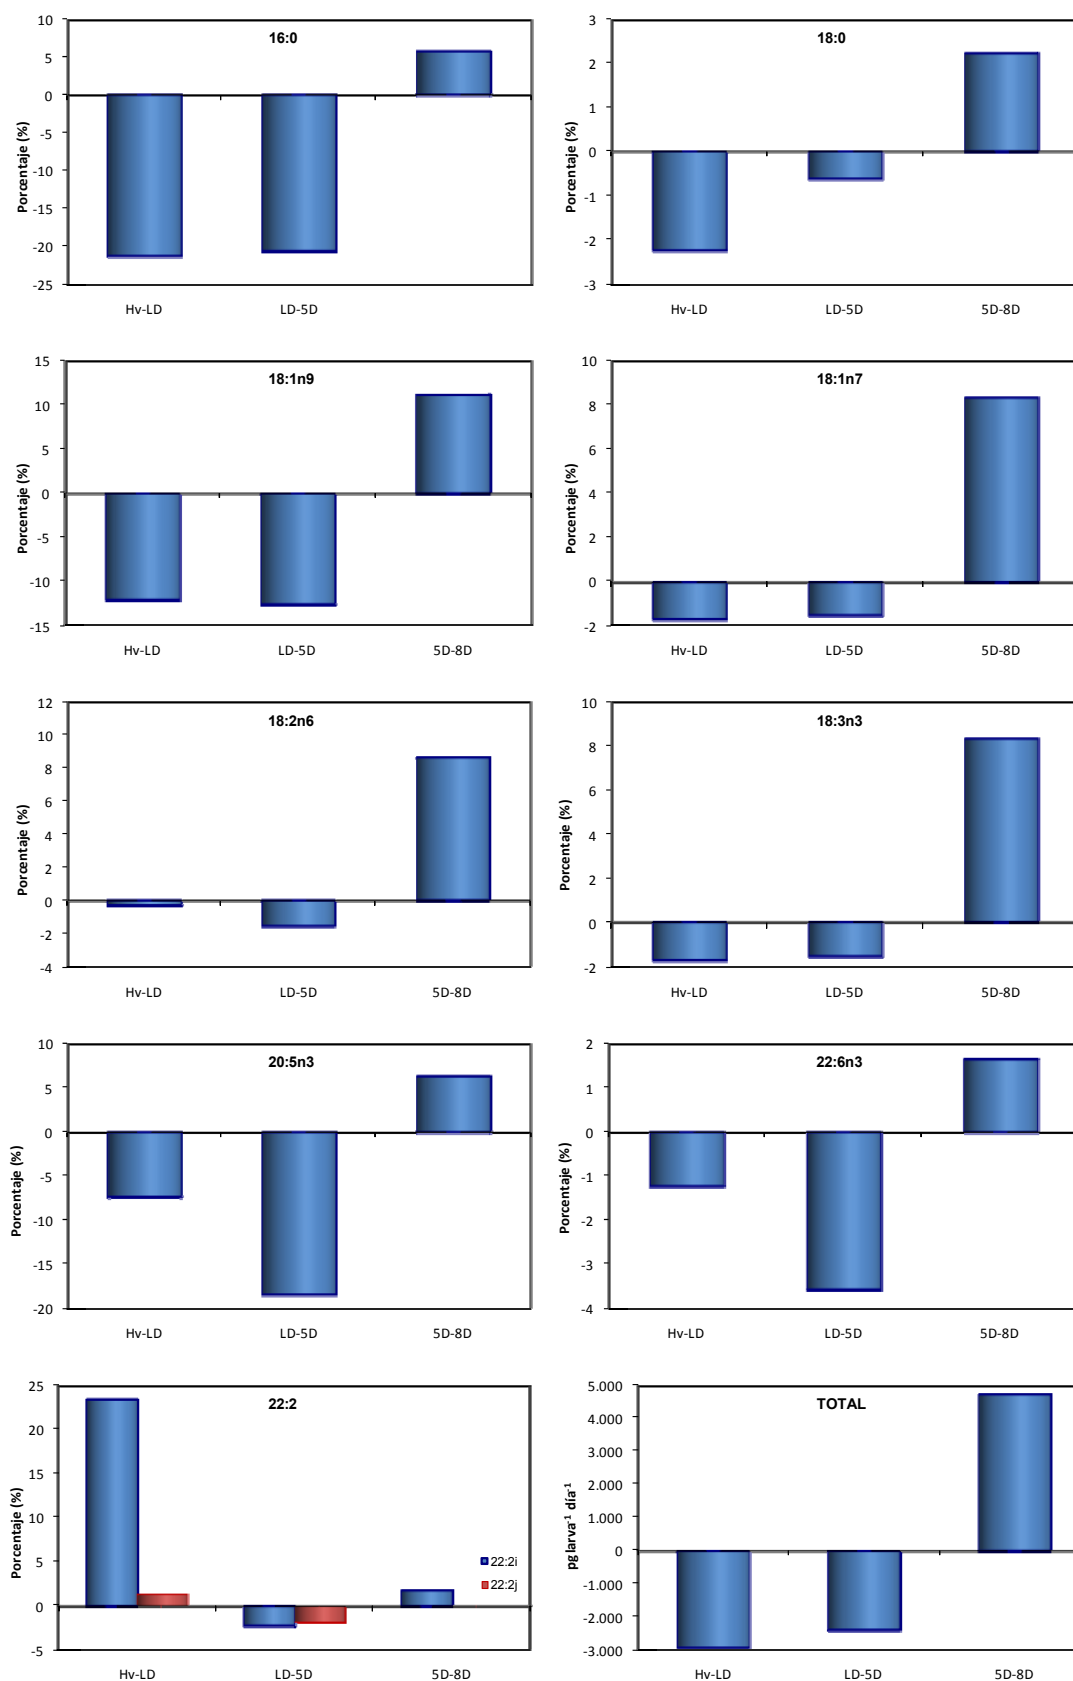 16:0
Porcentaje (%)
10
5
0
-5
-10
-15
-20
-25
Hv-LD LD-5D
18:0
Porcentaje (%)
3
2
1
0
-1
-2
-3
Hv-LD LD-5D 5D-8D
18:1n9
Porcentaje (%)
15
10
5
0
-5
-10
-15
Hv-LD LD-5D 5D-8D
18:1n7
Porcentaje (%)
10
8
6
4
2
0
-2
Hv-LD LD-5D 5D-8D
18:2n6
Porcentaje (%)
12
10
8
6
4
2
0
-2
-4
Hv-LD LD-5D 5D-8D
18:3n3
Porcentaje (%)
10
8
6
4
2
0
-2
Hv-LD LD-5D 5D-8D
20:5n3
Porcentaje (%)
10
5
0
-5
-10
-15
-20
Hv-LD LD-5D 5D-8D
22:6n3
Porcentaje (%)
2
1
0
-1
-2
-3
-4
Hv-LD LD-5D 5D-8D
22:2
Porcentaje (%)
25
20
15
10
5
0
-5
22:2i
22:2j
Hv-LD LD-5D 5D-8D
TOTAL
pg larva⁻¹ día⁻¹
5.000
4.000
3.000
2.000
1.000
0
-1.000
-2.000
-3.000
Hv-LD LD-5D 5D-8D